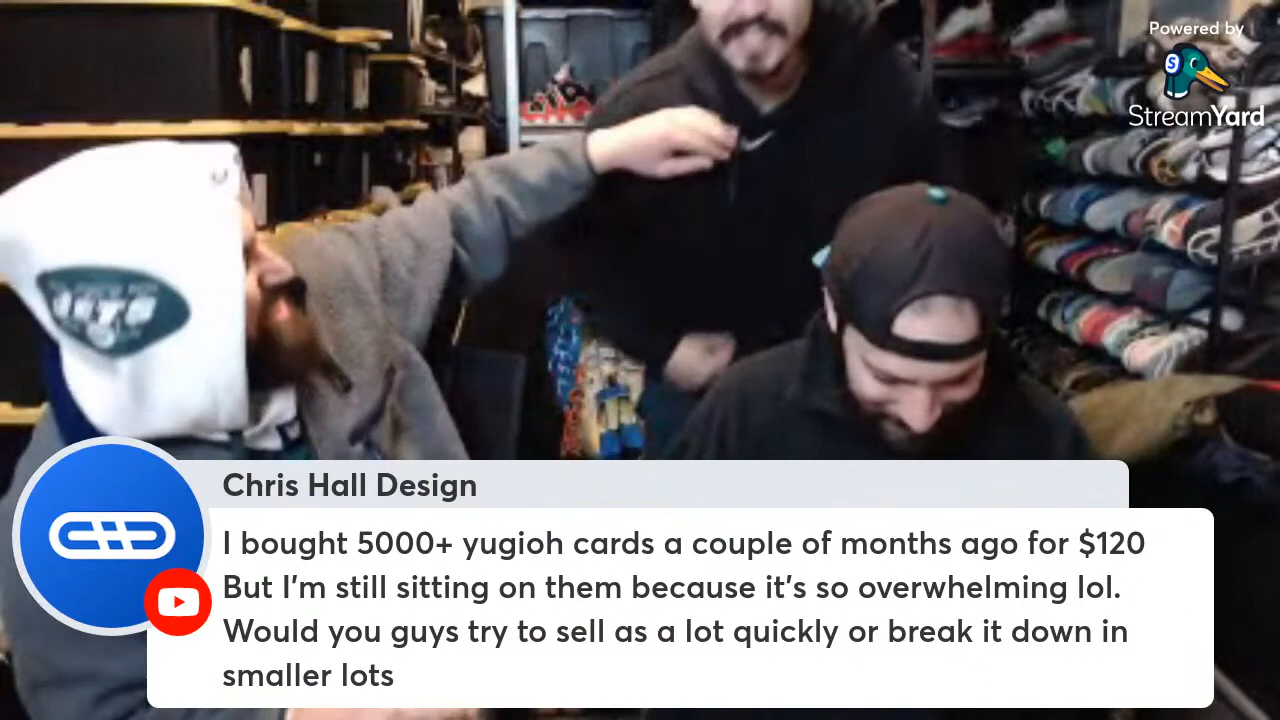 Powered by
S
StreamYard
JETS
Chris Hall Design
I bought 5000+ yugioh cards a couple of months ago for $120
But I'm still sitting on them because it's so overwhelming lol.
Would you guys try to sell as a lot quickly or break it down in
smaller lots